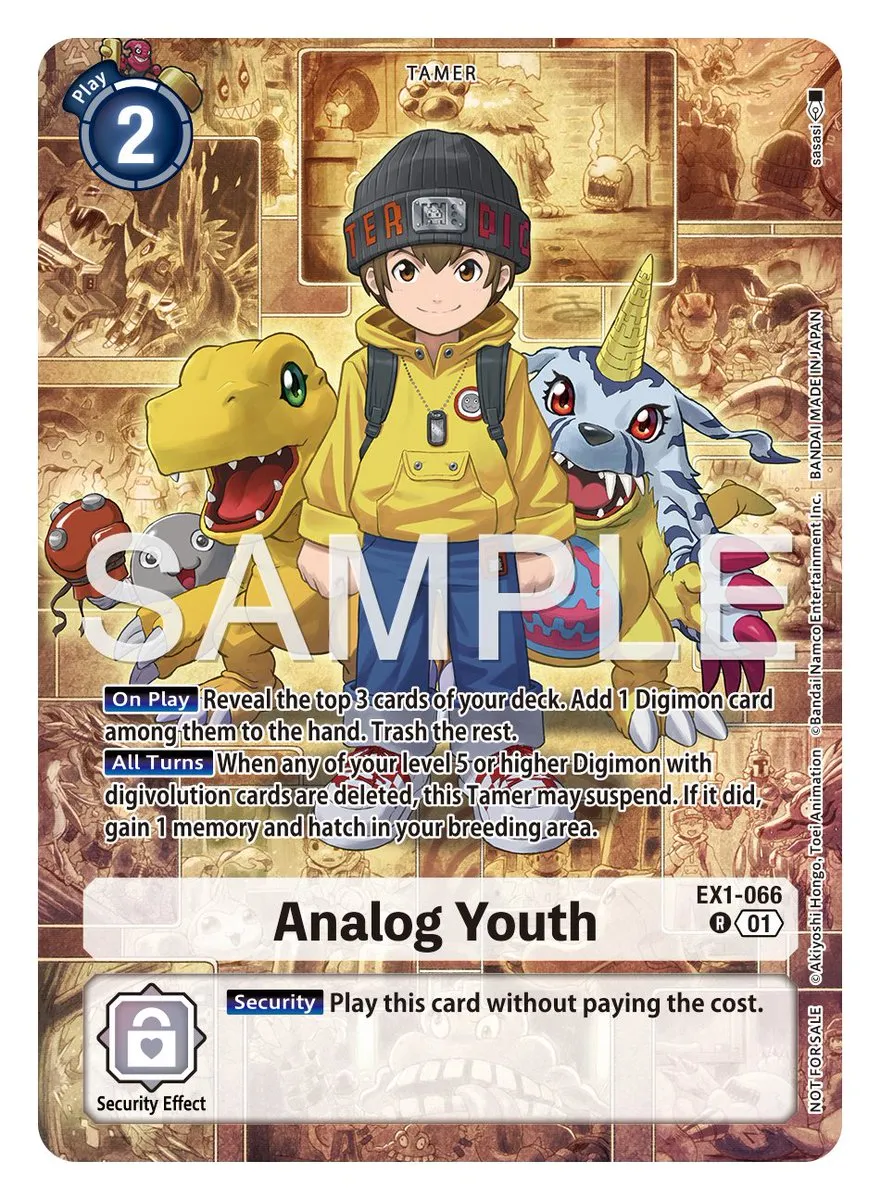 Play
2
TAMER
sasasi
TER DIG
SAMPLE
On Play Reveal the top 3 cards of your deck. Add 1 Digimon card
among them to the hand. Trash the rest.
All Turns When any of your level 5 or higher Digimon with
digivolution cards are deleted, this Tamer may suspend. If it did,
gain 1 memory and hatch in your breeding area.
Analog Youth
EX1-066
R 01
Security Play this card without paying the cost.
Security Effect
©Akiyoshi Hongo, Toei Animation ©Bandai Namco Entertainment Inc. BANDAI MADE IN JAPAN
NOT FOR SALE